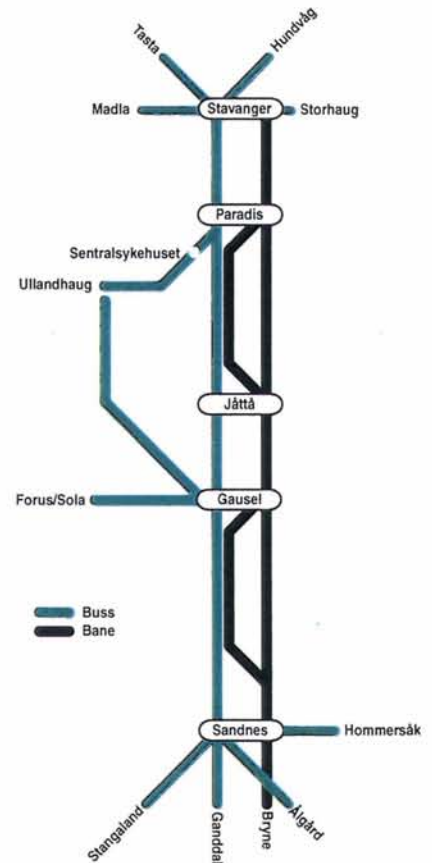 Tasta
Hundvåg
Madla
Stavanger
Storhaug
Paradis
Sentralsykehuset
Ullandhaug
Jåttå
Forus/Sola
Gausel
Buss
Bane
Sandnes
Hommersåk
Stangaland
Ganddal
Bryne
Ålgård